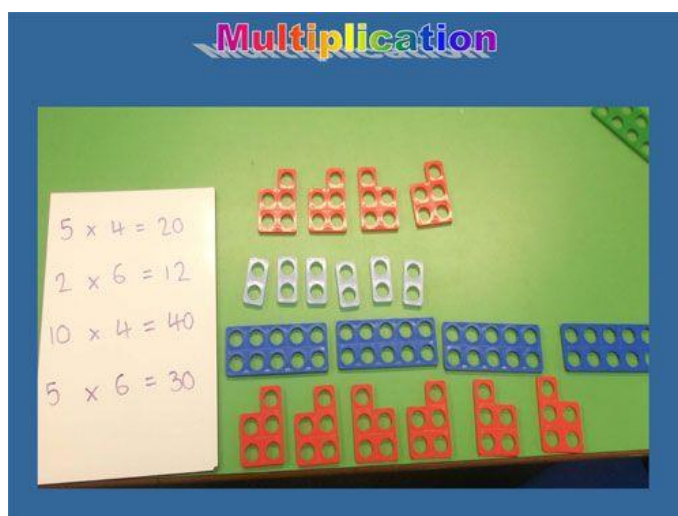 Multiplication
5 x 4 = 20
2 x 6 = 12
10 x 4 = 40
5 x 6 = 30